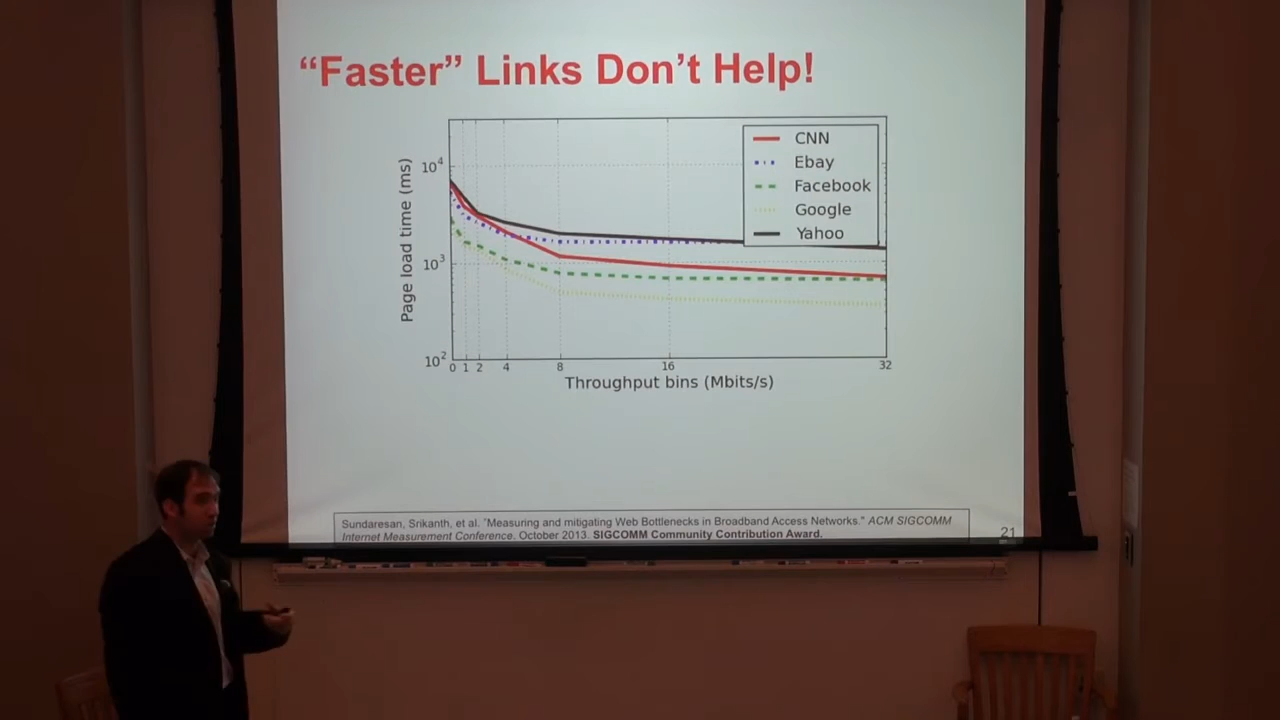 “Faster” Links Don’t Help!
CNN
Ebay
Facebook
Google
Yahoo
Page load time (ms)
10⁴
10³
10²
0 1 2 4 8 16 32
Throughput bins (Mbits/s)
Sundaresan, Srikanth, et al. "Measuring and mitigating Web Bottlenecks in Broadband Access Networks." ACM SIGCOMM
Internet Measurement Conference, October 2013. SIGCOMM Community Contribution Award.
21